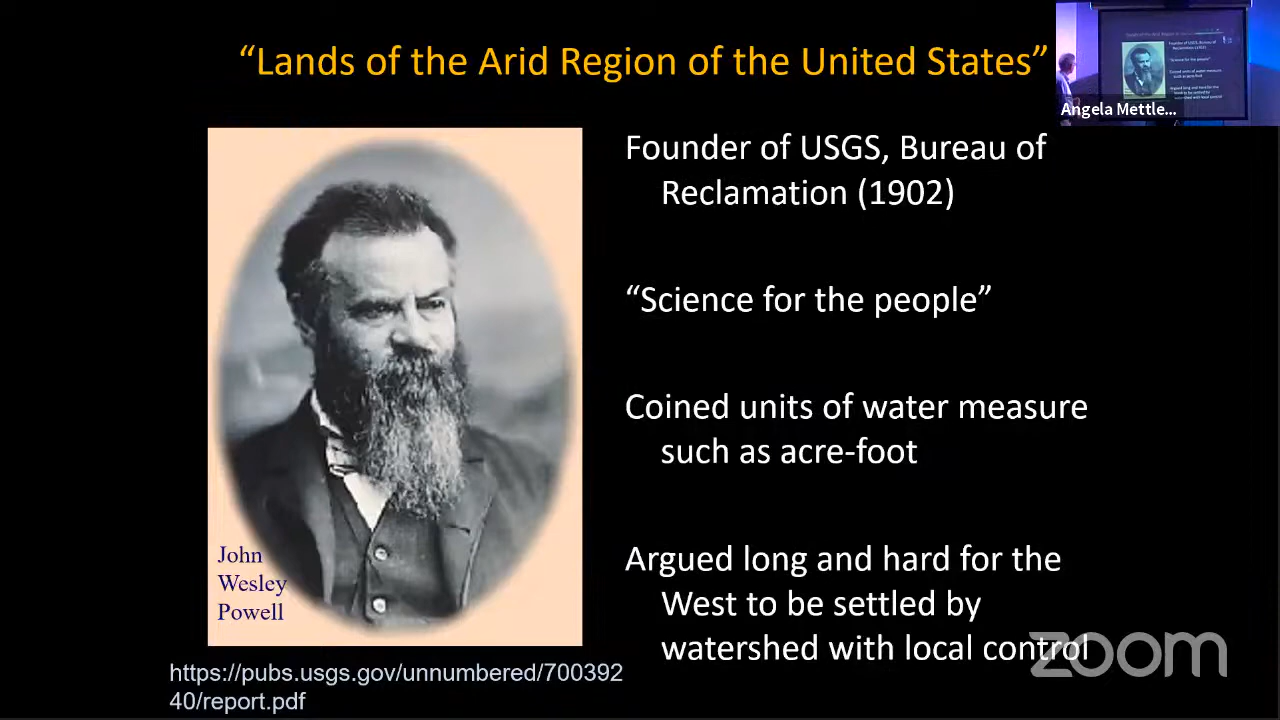 “Lands of the Arid Region of the United States”
Angela Mettle...
Founder of USGS, Bureau of
Reclamation (1902)
“Science for the people”
Coined units of water measure
such as acre-foot
Argued long and hard for the
West to be settled by
watershed with local control
John
Wesley
Powell
https://pubs.usgs.gov/unnumbered/700392
40/report.pdf
zoom